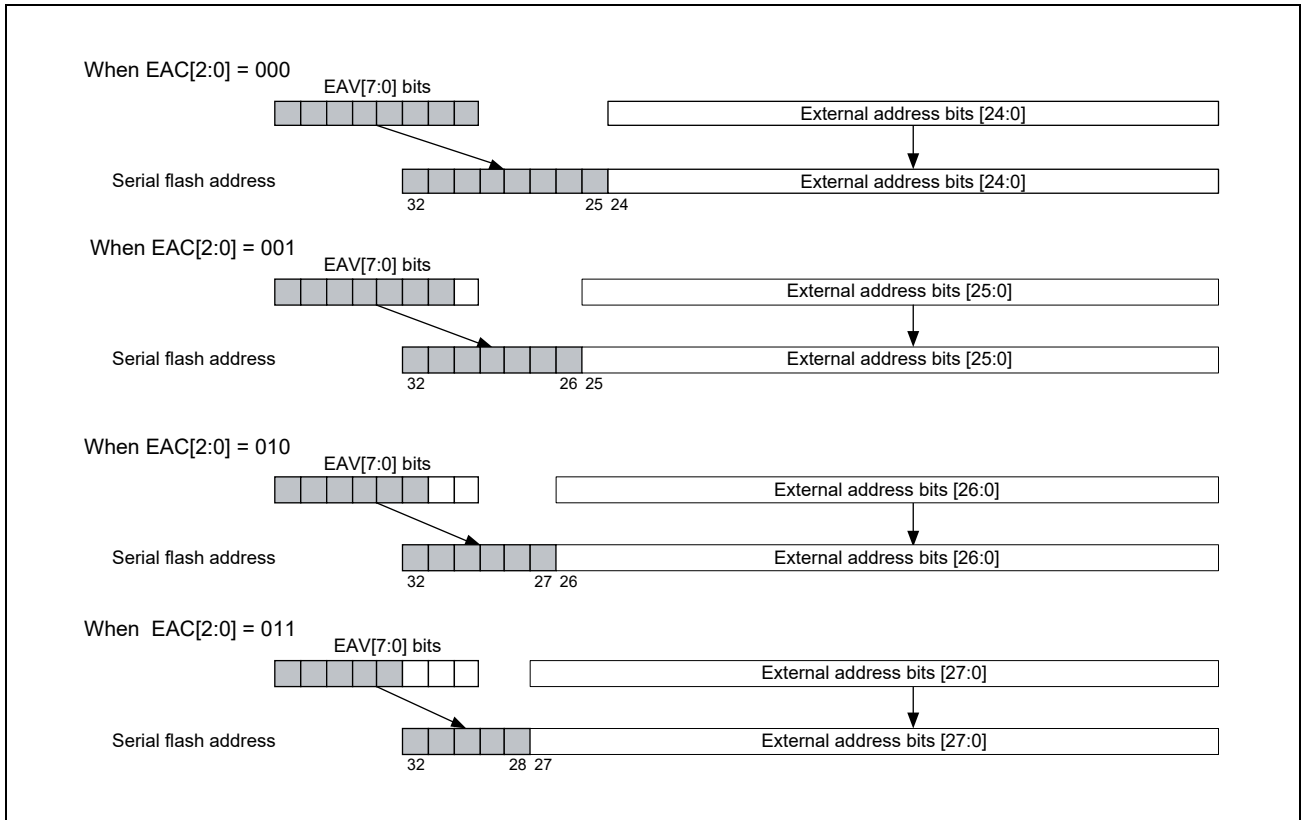 When EAC[2:0] = 000
EAV[7:0] bits
External address bits [24:0]
Serial flash address
External address bits [24:0]
32
25 24
When EAC[2:0] = 001
EAV[7:0] bits
External address bits [25:0]
Serial flash address
External address bits [25:0]
32
26 25
When EAC[2:0] = 010
EAV[7:0] bits
External address bits [26:0]
Serial flash address
External address bits [26:0]
32
27 26
When EAC[2:0] = 011
EAV[7:0] bits
External address bits [27:0]
Serial flash address
External address bits [27:0]
32
28 27